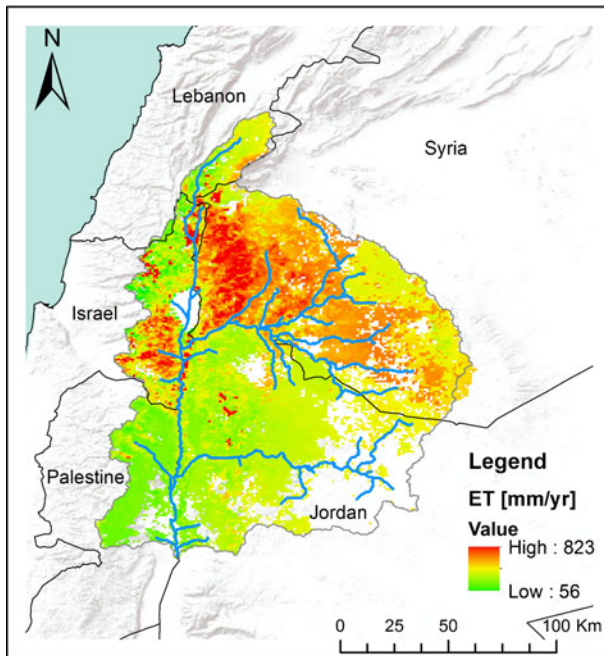 N
Lebanon
Syria
Israel
Palestine
Jordan
Legend
ET [mm/yr]
Value
High : 823
Low : 56
0 25 50 100 Km